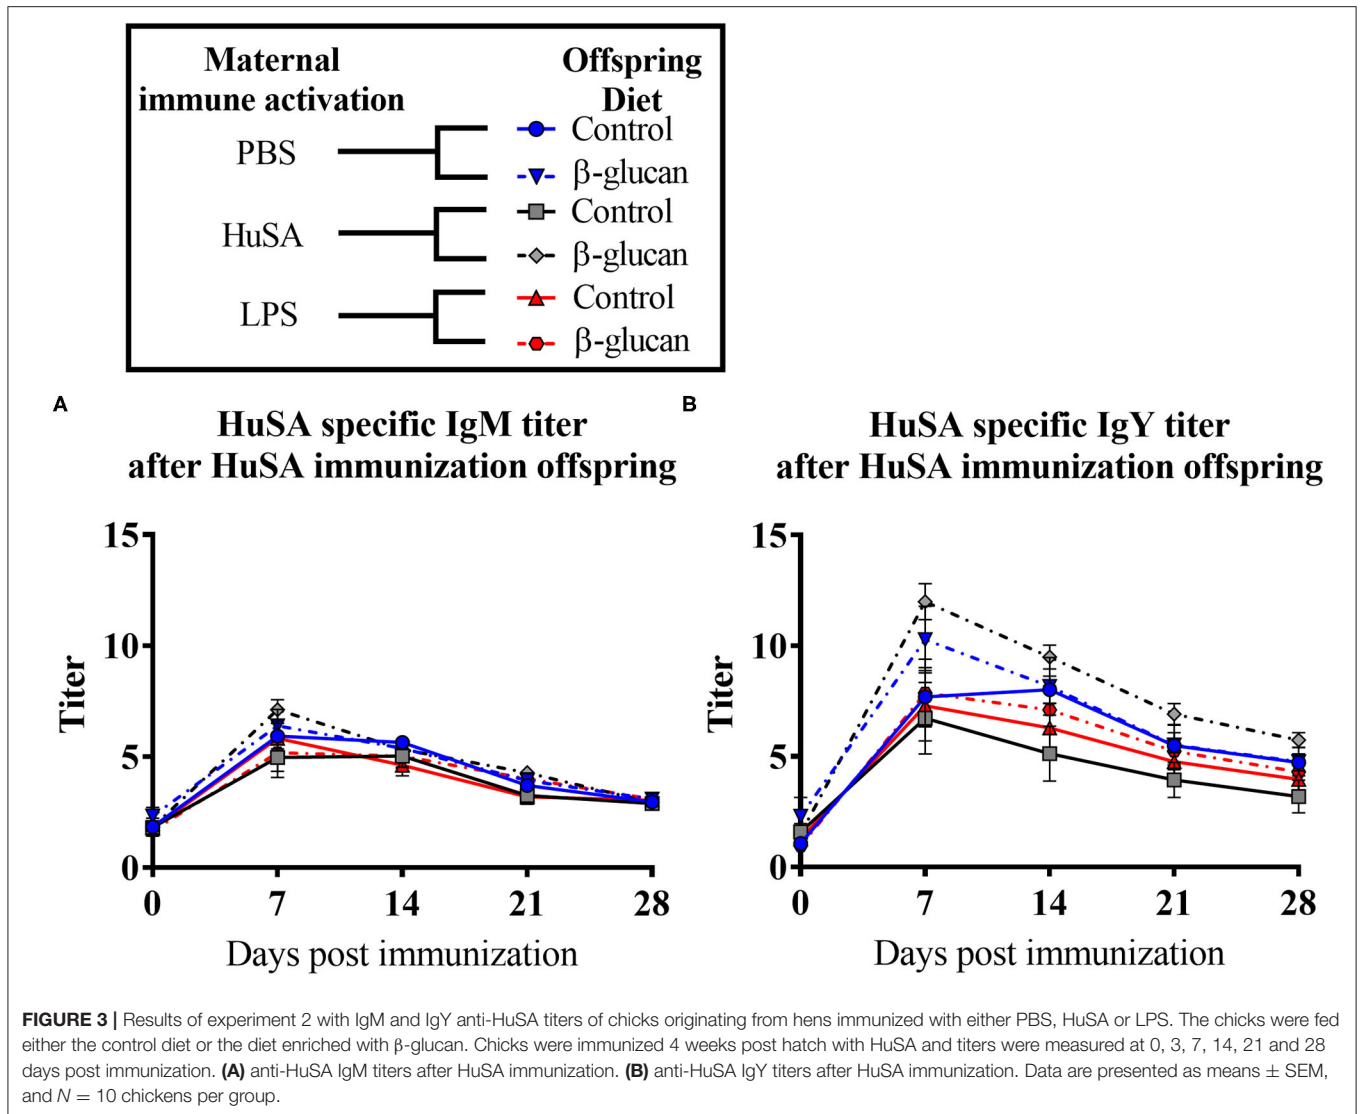 Maternal
immune activation
Offspring
Diet
PBS
Control
β-glucan
HuSA
Control
β-glucan
LPS
Control
β-glucan
A
HuSA specific IgM titer
after HuSA immunization offspring
15
10
5
0
Titer
0 7 14 21 28
Days post immunization
B
HuSA specific IgY titer
after HuSA immunization offspring
15
10
5
0
Titer
0 7 14 21 28
Days post immunization
FIGURE 3 | Results of experiment 2 with IgM and IgY anti-HuSA titers of chicks originating from hens immunized with either PBS, HuSA or LPS. The chicks were fed
either the control diet or the diet enriched with β-glucan. Chicks were immunized 4 weeks post hatch with HuSA and titers were measured at 0, 3, 7, 14, 21 and 28
days post immunization. (A) anti-HuSA IgM titers after HuSA immunization. (B) anti-HuSA IgY titers after HuSA immunization. Data are presented as means ± SEM,
and N = 10 chickens per group.